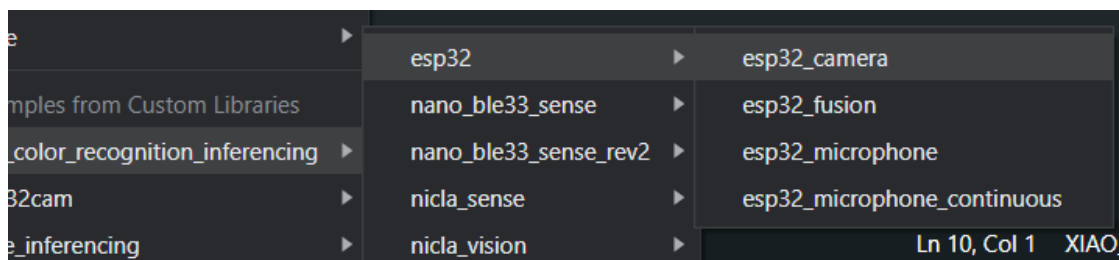 e
mples from Custom Libraries
_color_recognition_inferencing
32cam
e_inferencing
esp32
nano_ble33_sense
nano_ble33_sense_rev2
nicla_sense
nicla_vision
esp32_camera
esp32_fusion
esp32_microphone
esp32_microphone_continuous
Ln 10, Col 1 XIAO